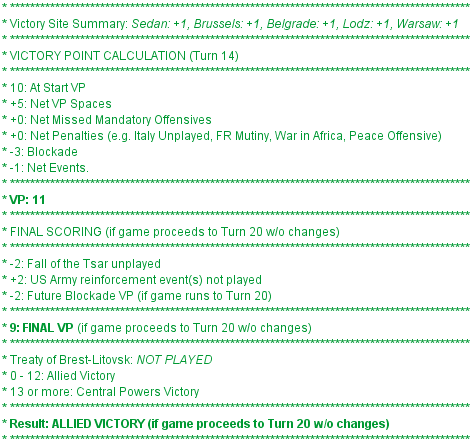 * ************************************************************************************************
* Victory Site Summary: Sedan: +1, Brussels: +1, Belgrade: +1, Lodz: +1, Warsaw: +1
* ************************************************************************************************
* VICTORY POINT CALCULATION (Turn 14)
* ************************************************************************************************
* 10: At Start VP
* +5: Net VP Spaces
* +0: Net Missed Mandatory Offensives
* +0: Net Penalties (e.g. Italy Unplayed, FR Mutiny, War in Africa, Peace Offensive)
* -3: Blockade
* -1: Net Events.
* ************************************************************************************************
* VP: 11
* ************************************************************************************************
* FINAL SCORING (if game proceeds to Turn 20 w/o changes)
* ************************************************************************************************
* -2: Fall of the Tsar unplayed
* +2: US Army reinforcement event(s) not played
* -2: Future Blockade VP (if game runs to Turn 20)
* ************************************************************************************************
* 9: FINAL VP (if game proceeds to Turn 20 w/o changes)
* ************************************************************************************************
* Treaty of Brest-Litovsk: NOT PLAYED
* 0 - 12: Allied Victory
* 13 or more: Central Powers Victory
* ************************************************************************************************
* Result: ALLIED VICTORY (if game proceeds to Turn 20 w/o changes)
* ************************************************************************************************